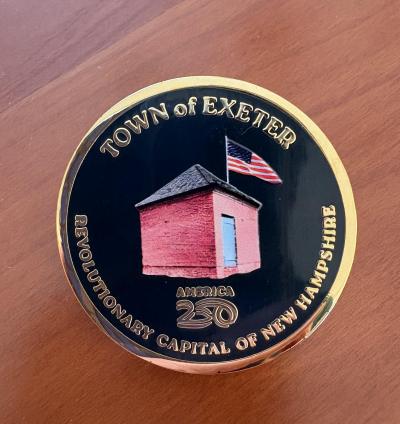 TOWN of EXETER
AMERICA
250
REVOLUTIONARY CAPITAL OF NEW HAMPSHIRE